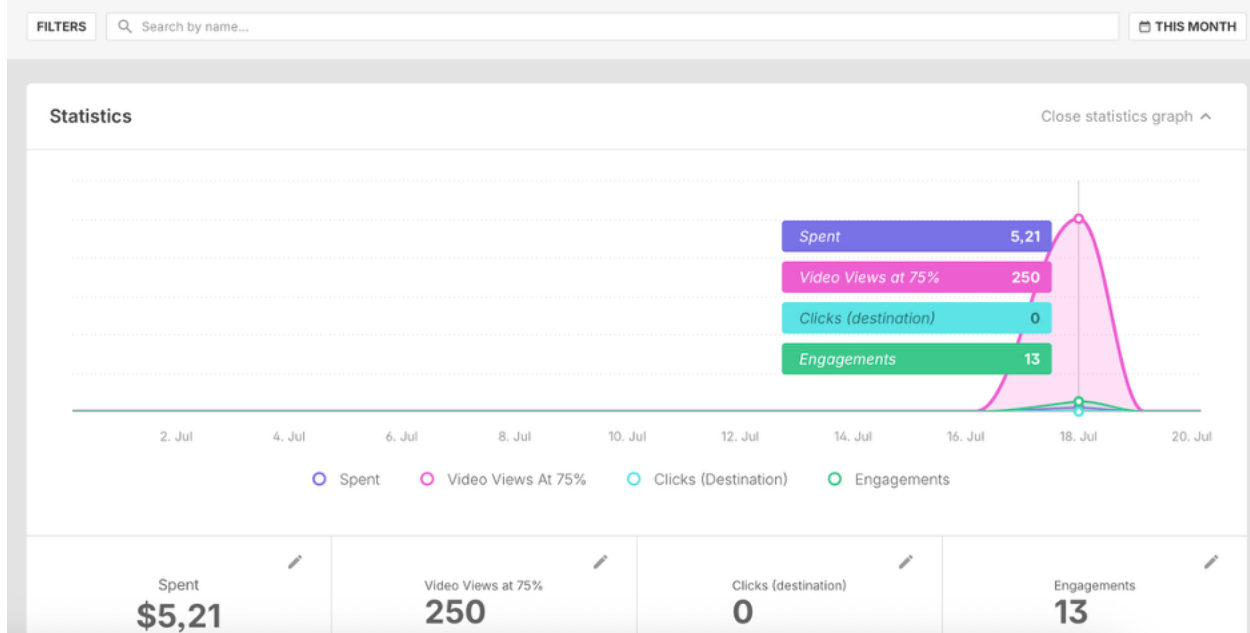 FILTERS
Search by name...
THIS MONTH
Statistics
Close statistics graph
Spent 5,21
Video Views at 75% 250
Clicks (destination) 0
Engagements 13
2. Jul 4. Jul 6. Jul 8. Jul 10. Jul 12. Jul 14. Jul 16. Jul 18. Jul 20. Jul
Spent Video Views At 75% Clicks (Destination) Engagements
Spent
$5,21
Video Views at 75%
250
Clicks (destination)
0
Engagements
13